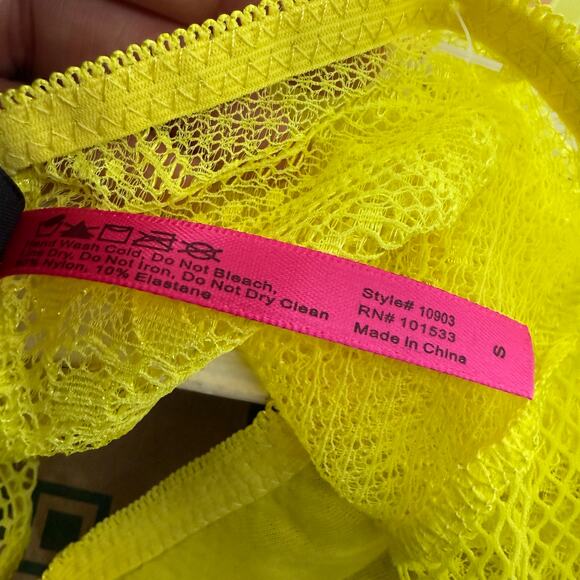 Hand Wash Cold, Do Not Bleach,
Line Dry, Do Not Iron, Do Not Dry Clean
Nylon, 10% Elastane
Style# 10903
RN# 101533
Made In China
S